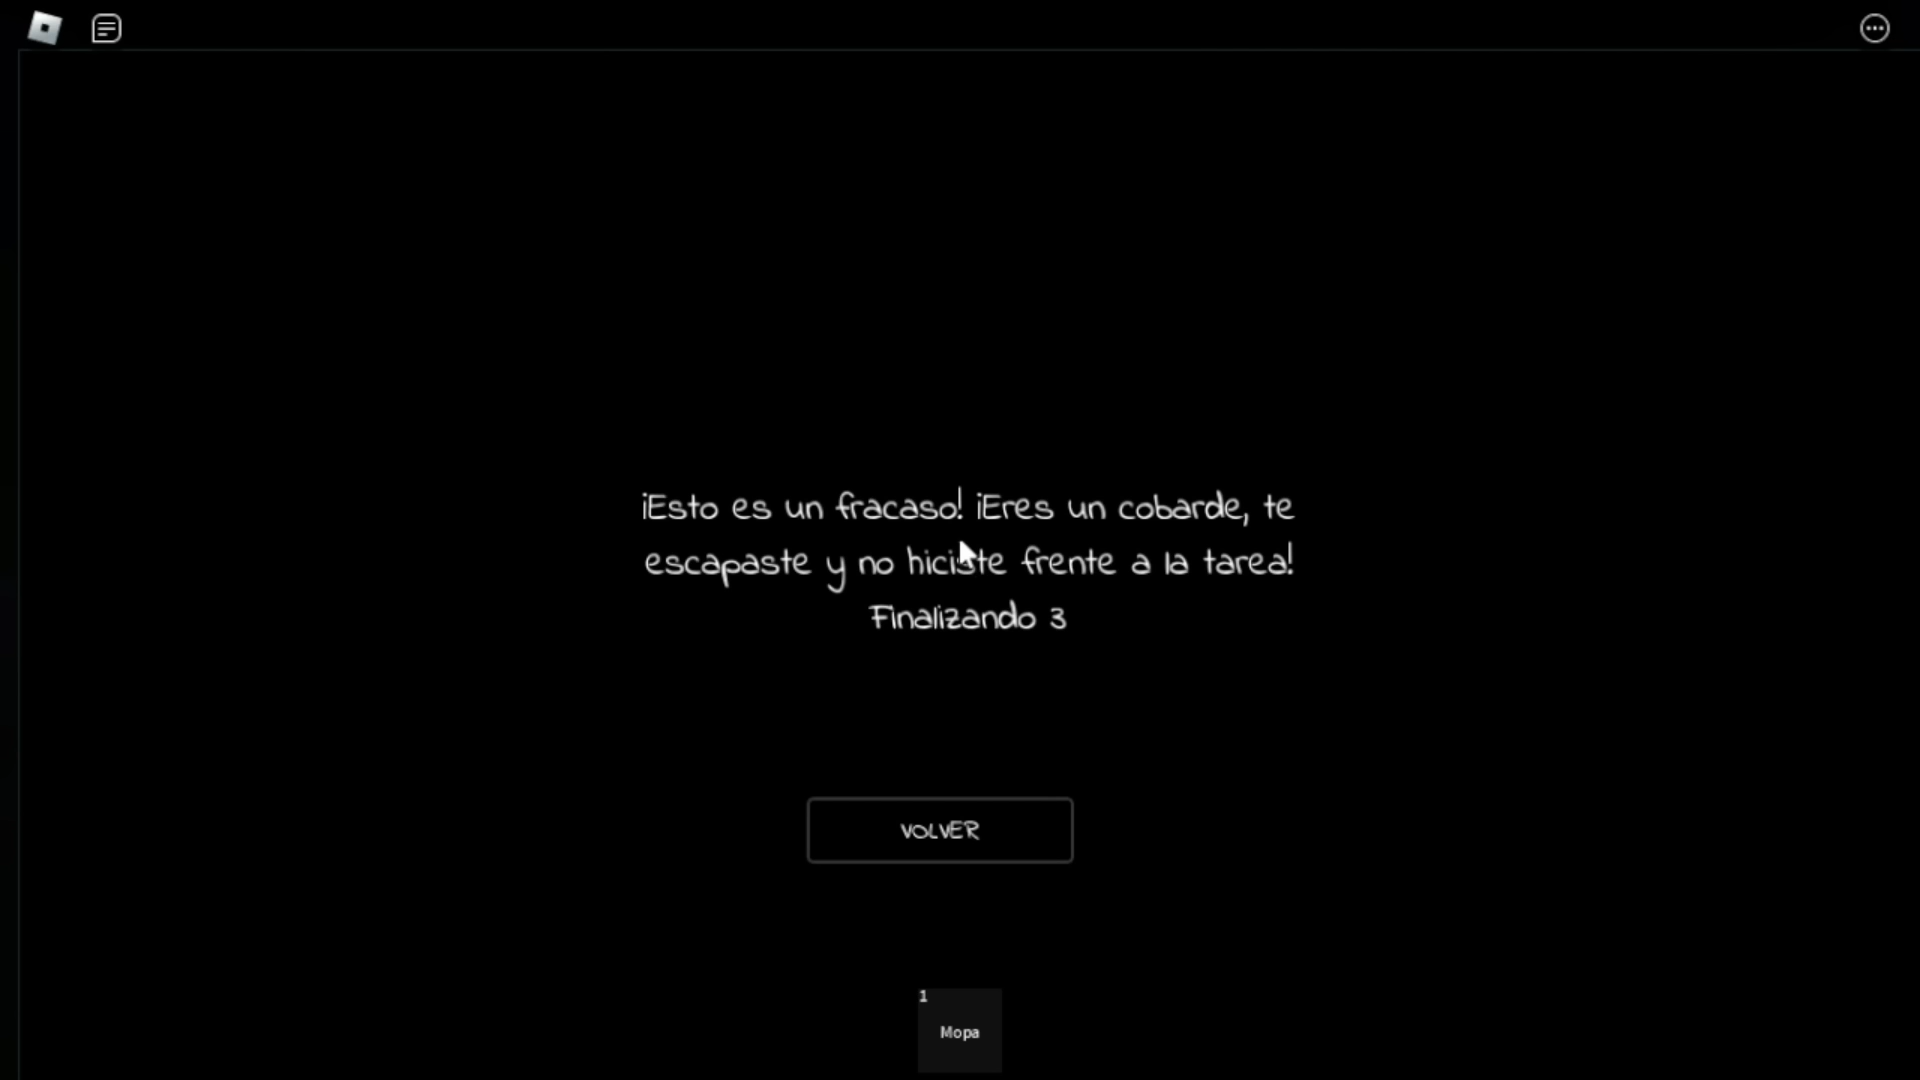 ¡Esto es un fracaso! ¡Eres un cobarde, te
escapaste y no hiciste frente a la tarea!
Finalizando 3
VOLVER
1
Mopa